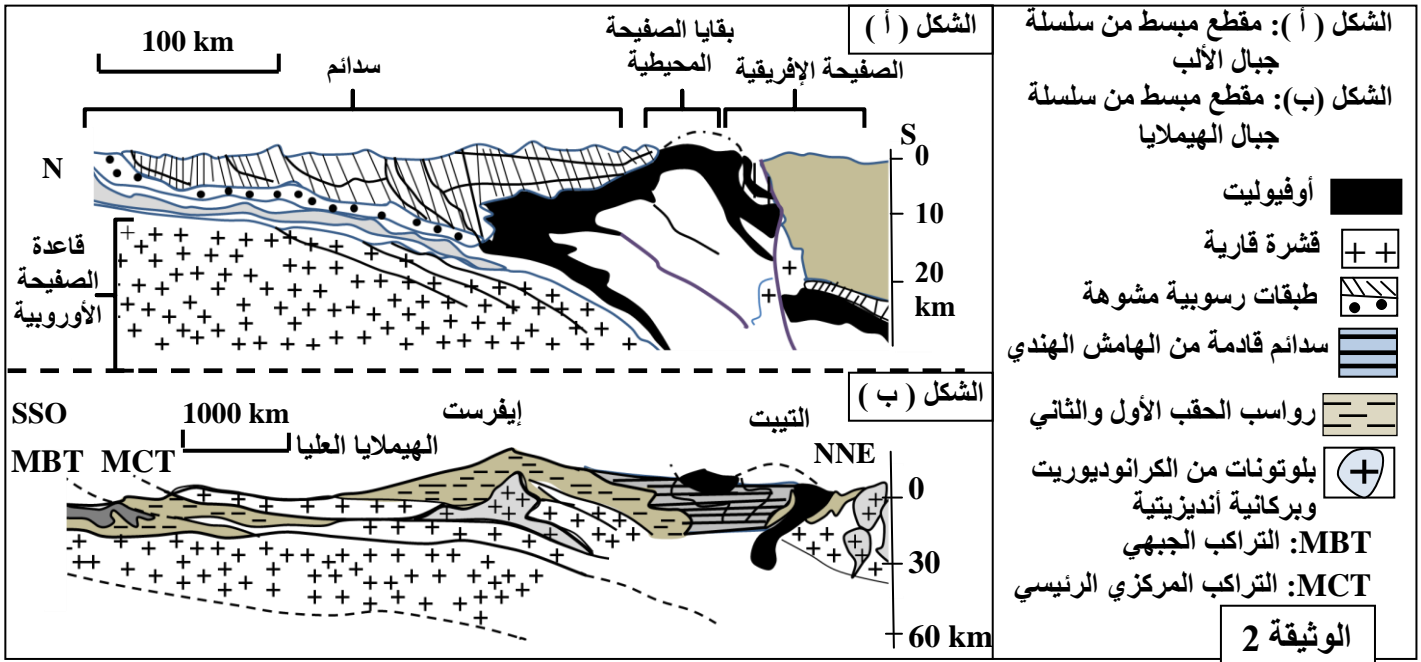 الشكل ( أ ): مقطع مبسط من سلسلة
جبال الألب
الشكل (ب): مقطع مبسط من سلسلة
جبال الهيملايا
أوفيوليت
قشرة قارية
طبقات رسوبية مشوهة
سدائم قادمة من الهامش الهندي
رواسب الحقب الأول والثاني
بلوتونات من الكرانوديوريت
وبركانية أنديزيتية
MBT: التراكب الجبهي
MCT: التراكب المركزي الرئيسي
الوثيقة 2
الشكل ( أ )
100 km
سدائم
بقايا الصفيحة
المحيطية
الصفيحة الإفريقية
N
S
0
10
20
km
قاعدة
الصفيحة
الأوروبية
الشكل ( ب )
SSO
1000 km
إيفرست
التيبت
الهيملايا العليا
NNE
MBT
MCT
0
30
60 km